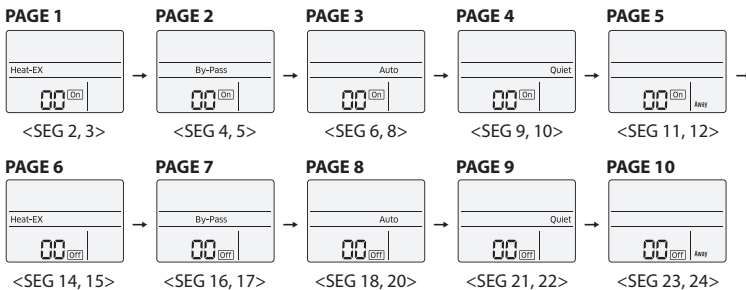 PAGE 1 PAGE 2 PAGE 3 PAGE 4 PAGE 5
Heat-EX By-Pass Auto Quiet
00 On 00 On 00 On 00 On 00 On Away
<SEG 2, 3> <SEG 4, 5> <SEG 6, 8> <SEG 9, 10> <SEG 11, 12>
PAGE 6 PAGE 7 PAGE 8 PAGE 9 PAGE 10
Heat-EX By-Pass Auto Quiet
00 Off 00 Off 00 Off 00 Off 00 Off Away
<SEG 14, 15> <SEG 16, 17> <SEG 18, 20> <SEG 21, 22> <SEG 23, 24>